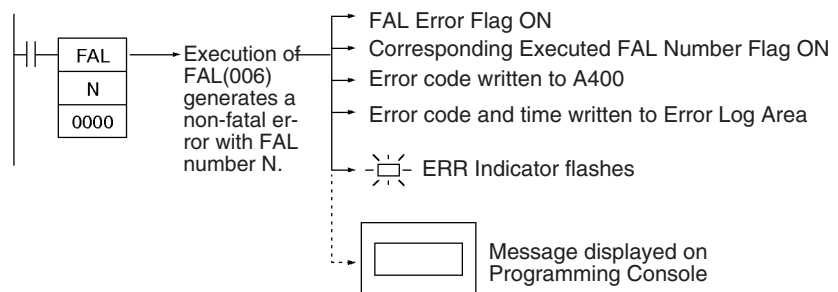 FAL
N
0000
Execution of
FAL(006)
generates a
non-fatal er-
ror with FAL
number N.
FAL Error Flag ON
Corresponding Executed FAL Number Flag ON
Error code written to A400
Error code and time written to Error Log Area
ERR Indicator flashes
Message displayed on
Programming Console